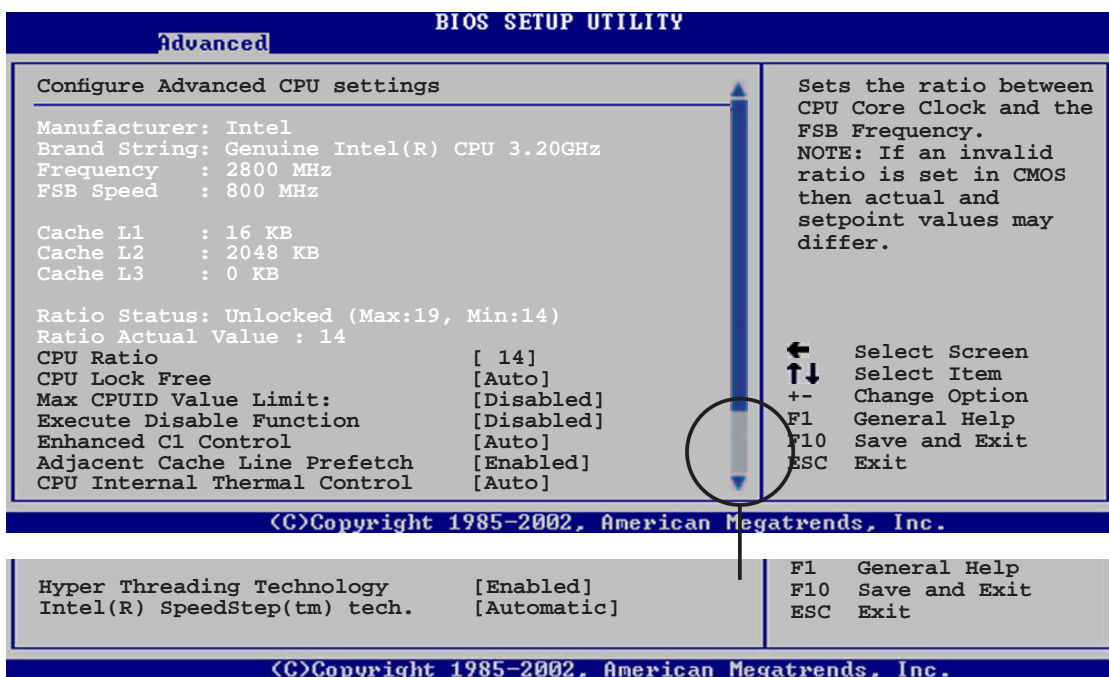 BIOS SETUP UTILITY
Advanced
Configure Advanced CPU settings
Manufacturer: Intel
Brand String: Genuine Intel(R) CPU 3.20GHz
Frequency : 2800 MHz
FSB Speed : 800 MHz
Cache L1 : 16 KB
Cache L2 : 2048 KB
Cache L3 : 0 KB
Ratio Status: Unlocked (Max:19, Min:14)
Ratio Actual Value : 14
CPU Ratio [ 14]
CPU Lock Free [Auto]
Max CPUID Value Limit: [Disabled]
Execute Disable Function [Disabled]
Enhanced C1 Control [Auto]
Adjacent Cache Line Prefetch [Enabled]
CPU Internal Thermal Control [Auto]
Sets the ratio between
CPU Core Clock and the
FSB Frequency.
NOTE: If an invalid
ratio is set in CMOS
then actual and
setpoint values may
differ.
← Select Screen
↑↓ Select Item
+- Change Option
F1 General Help
F10 Save and Exit
ESC Exit
(C)Copyright 1985-2002, American Megatrends, Inc.
Hyper Threading Technology [Enabled]
Intel(R) SpeedStep(tm) tech. [Automatic]
F1 General Help
F10 Save and Exit
ESC Exit
(C)Copyright 1985-2002, American Megatrends, Inc.